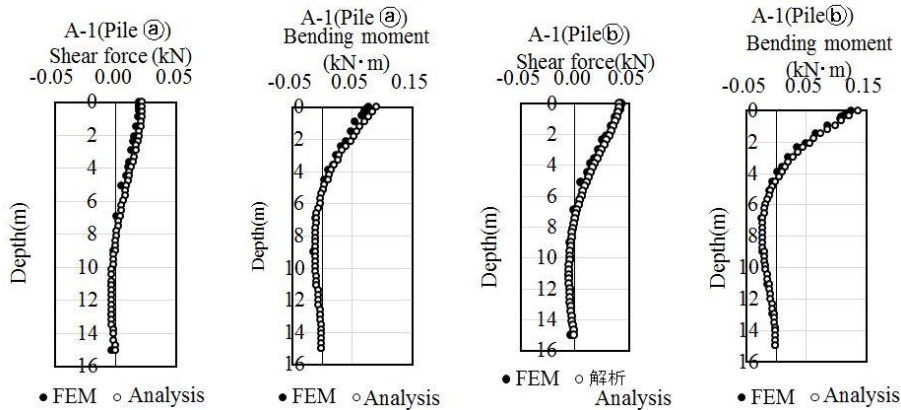 A-1(Pile ⓐ)
Shear force (kN)
-0.05 0.00 0.05
0
2
4
6
8
10
12
14
16
Depth(m)
● FEM ○ Analysis
A-1(Pile ⓐ)
Bending moment
(kN・m)
-0.05 0.05 0.15
0
2
4
6
8
10
12
14
16
Depth(m)
● FEM ○ Analysis
A-1(Pile ⓑ)
Shear force(kN)
-0.05 0.00 0.05
0
2
4
6
8
10
12
14
16
Depth(m)
● FEM ○ 解析
Analysis
A-1(Pile ⓑ)
Bending moment
(kN・m)
-0.05 0.05 0.15
0
2
4
6
8
10
12
14
16
Depth(m)
● FEM ○ Analysis